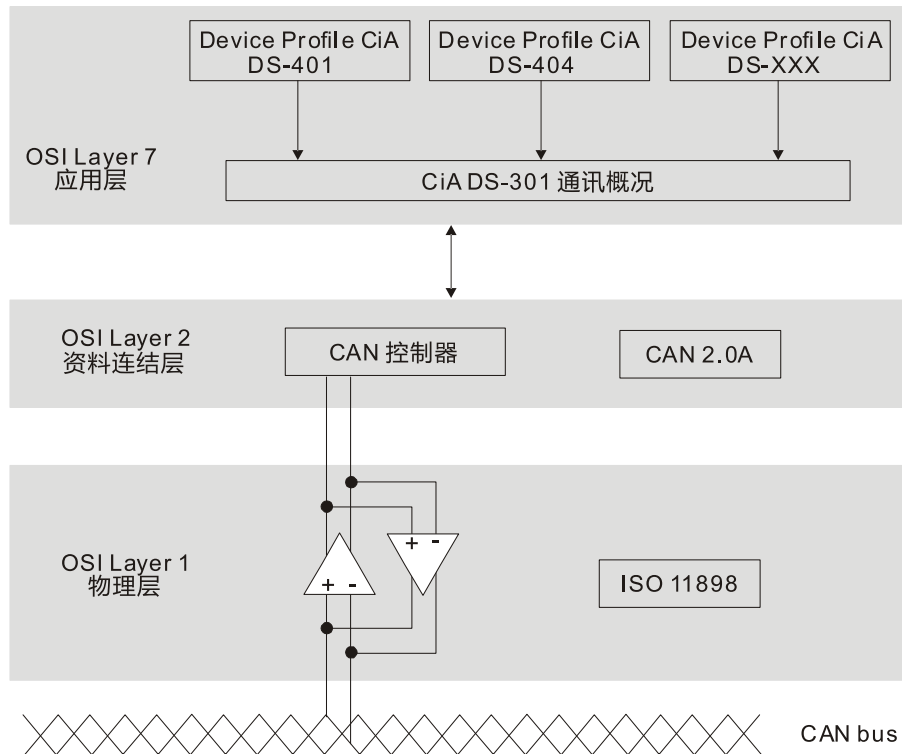 Device Profile CiA
DS-401
Device Profile CiA
DS-404
Device Profile CiA
DS-XXX
OSI Layer 7
应用层
CiA DS-301 通讯概况
OSI Layer 2
资料连结层
CAN 控制器
CAN 2.0A
OSI Layer 1
物理层
+ -
+ -
ISO 11898
CAN bus